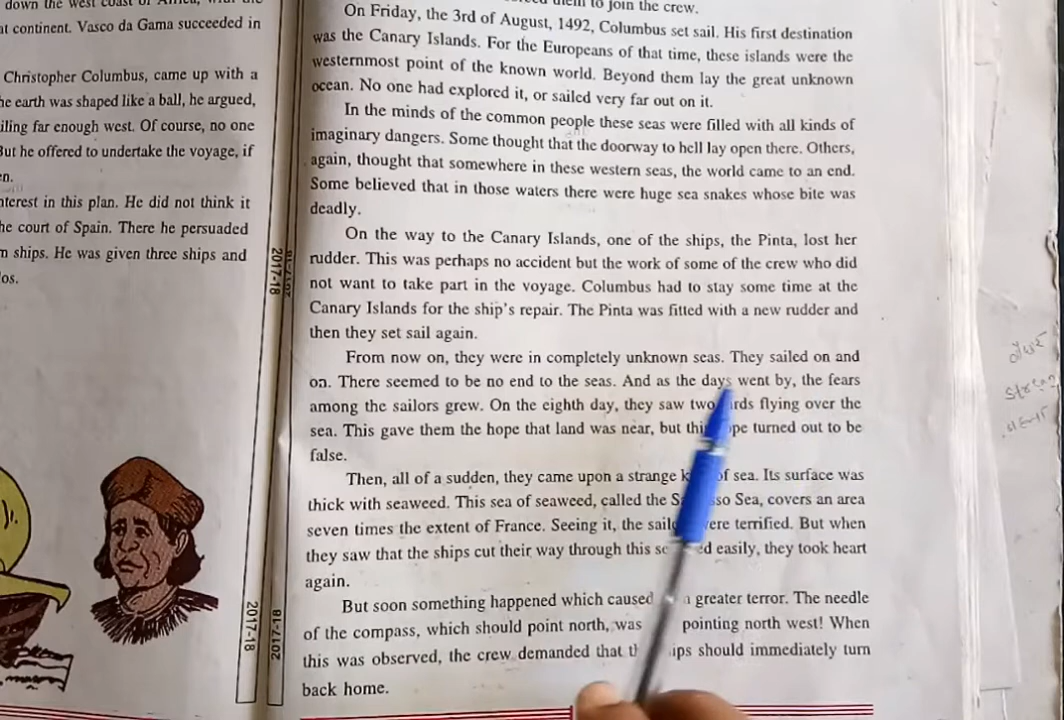 down the west coast of Africa, with the
at continent. Vasco da Gama succeeded in
Christopher Columbus, came up with a
he earth was shaped like a ball, he argued,
iling far enough west. Of course, no one
But he offered to undertake the voyage, if
en.
nterest in this plan. He did not think it
he court of Spain. There he persuaded
n ships. He was given three ships and
os.
2017-18
2017-18
them to join the crew.
On Friday, the 3rd of August, 1492, Columbus set sail. His first destination
was the Canary Islands. For the Europeans of that time, these islands were the
westernmost point of the known world. Beyond them lay the great unknown
ocean. No one had explored it, or sailed very far out on it.
In the minds of the common people these seas were filled with all kinds of
imaginary dangers. Some thought that the doorway to hell lay open there. Others,
again, thought that somewhere in these western seas, the world came to an end.
Some believed that in those waters there were huge sea snakes whose bite was
deadly.
On the way to the Canary Islands, one of the ships, the Pinta, lost her
rudder. This was perhaps no accident but the work of some of the crew who did
not want to take part in the voyage. Columbus had to stay some time at the
Canary Islands for the ship's repair. The Pinta was fitted with a new rudder and
then they set sail again.
From now on, they were in completely unknown seas. They sailed on and
on. There seemed to be no end to the seas. And as the days went by, the fears
among the sailors grew. On the eighth day, they saw two irds flying over the
sea. This gave them the hope that land was near, but thi pe turned out to be
false.
Then, all of a sudden, they came upon a strange k of sea. Its surface was
thick with seaweed. This sea of seaweed, called the S sso Sea, covers an area
seven times the extent of France. Seeing it, the sail ere terrified. But when
they saw that the ships cut their way through this se ed easily, they took heart
again.
But soon something happened which caused a greater terror. The needle
of the compass, which should point north, was pointing north west! When
this was observed, the crew demanded that th ips should immediately turn
back home.
2017-18